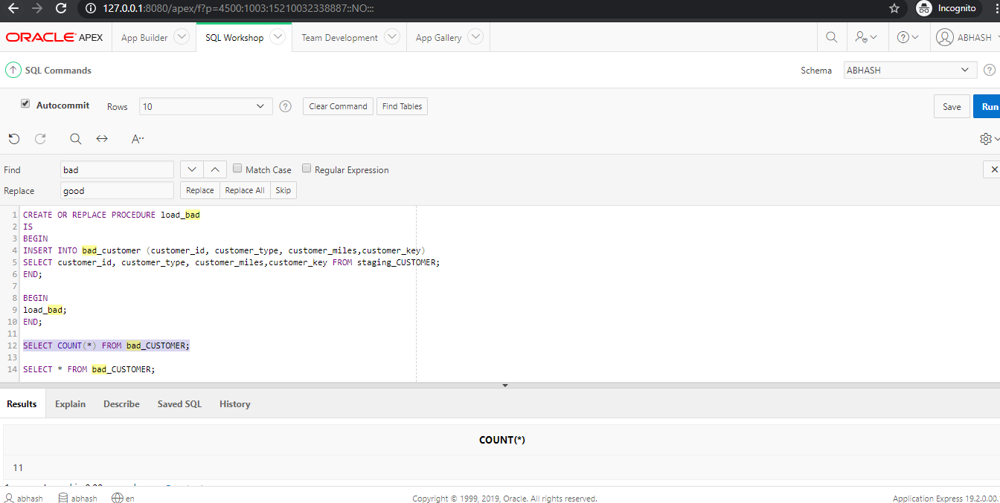 127.0.0.1:8080/apex/f?p=4500:1003:15210032338887::NO:::
Incognito
ORACLE APEX App Builder SQL Workshop Team Development App Gallery ABHASH
SQL Commands Schema ABHASH
Autocommit Rows 10 Clear Command Find Tables Save Run
A
Find bad Match Case Regular Expression
Replace good Replace Replace All Skip
1 CREATE OR REPLACE PROCEDURE load_bad
2 IS
3 BEGIN
4 INSERT INTO bad_customer (customer_id, customer_type, customer_miles,customer_key)
5 SELECT customer_id, customer_type, customer_miles,customer_key FROM staging_CUSTOMER;
6 END;
7
8 BEGIN
9 load_bad;
10 END;
11
12 SELECT COUNT(*) FROM bad_CUSTOMER;
13
14 SELECT * FROM bad_CUSTOMER;
Results Explain Describe Saved SQL History
COUNT(*)
11
abhash abhash en Copyright © 1999, 2019, Oracle. All rights reserved. Application Express 19.2.0.00.